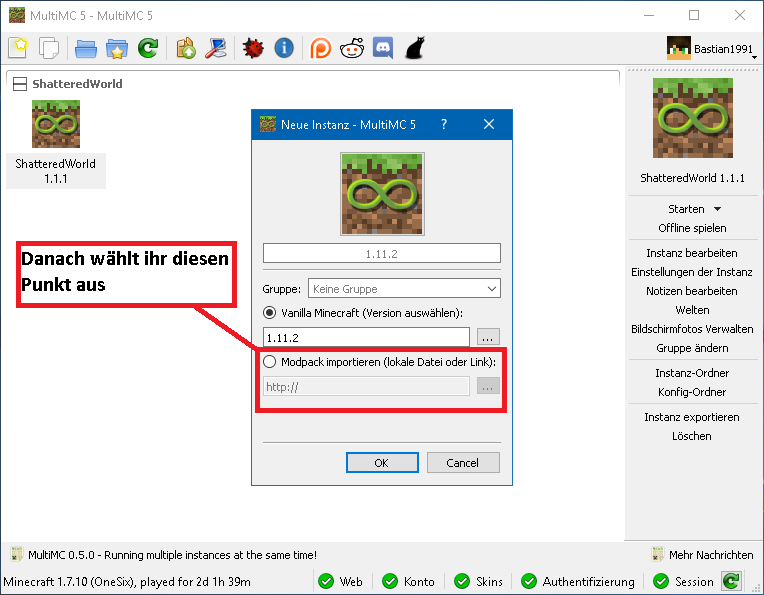 MultiMC 5 - MultiMC 5
Bastian1991
ShatteredWorld
ShatteredWorld
1.1.1
Neue Instanz - MultiMC 5
?
1.11.2
Gruppe:
Keine Gruppe
Vanilla Minecraft (Version auswählen):
1.11.2
...
Modpack importieren (lokale Datei oder Link):
http://
...
OK
Cancel
Danach wählt ihr diesen
Punkt aus
ShatteredWorld 1.1.1
Starten
Offline spielen
Instanz bearbeiten
Einstellungen der Instanz
Notizen bearbeiten
Welten
Bildschirmfotos Verwalten
Gruppe ändern
Instanz-Ordner
Konfig-Ordner
Instanz exportieren
Löschen
MultiMC 0.5.0 - Running multiple instances at the same time!
Mehr Nachrichten
Minecraft 1.7.10 (OneSix), played for 2d 1h 39m
Web
Konto
Skins
Authentifizierung
Session